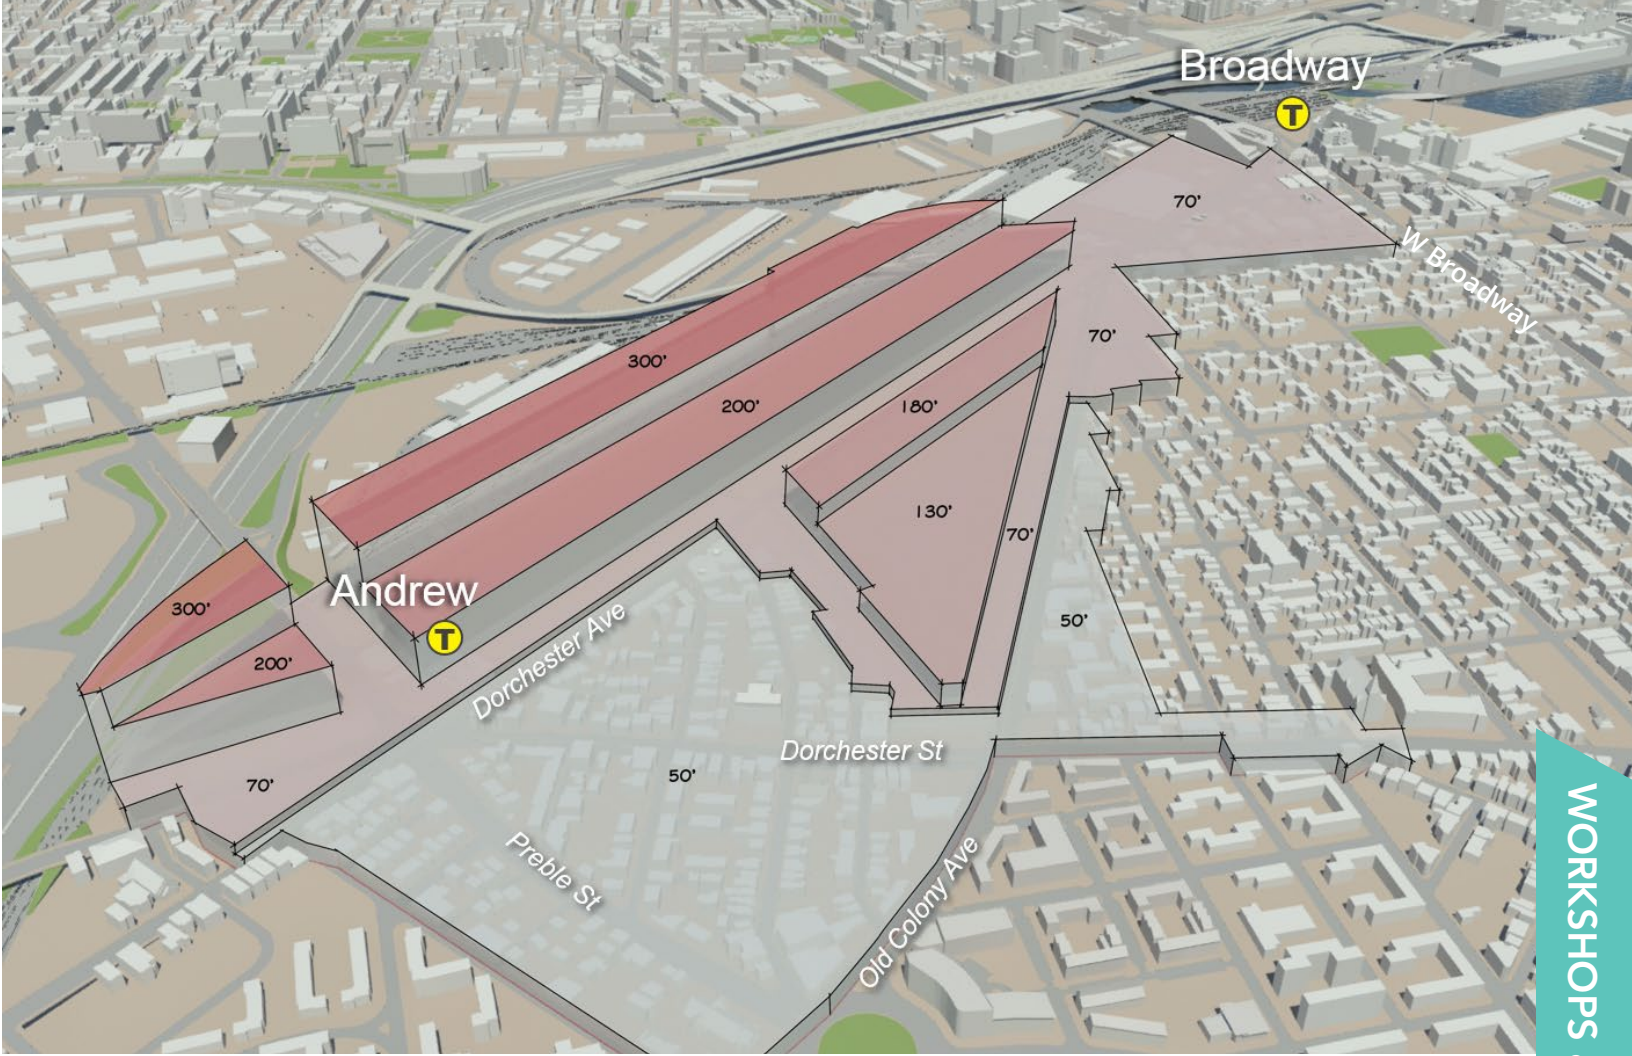 Broadway
T
70'
W Broadway
70'
300'
200'
180'
130'
70'
50'
Andrew
T
300'
200'
Dorchester Ave
70'
Dorchester St
50'
Preble St
Old Colony Ave
WORKSHOPS